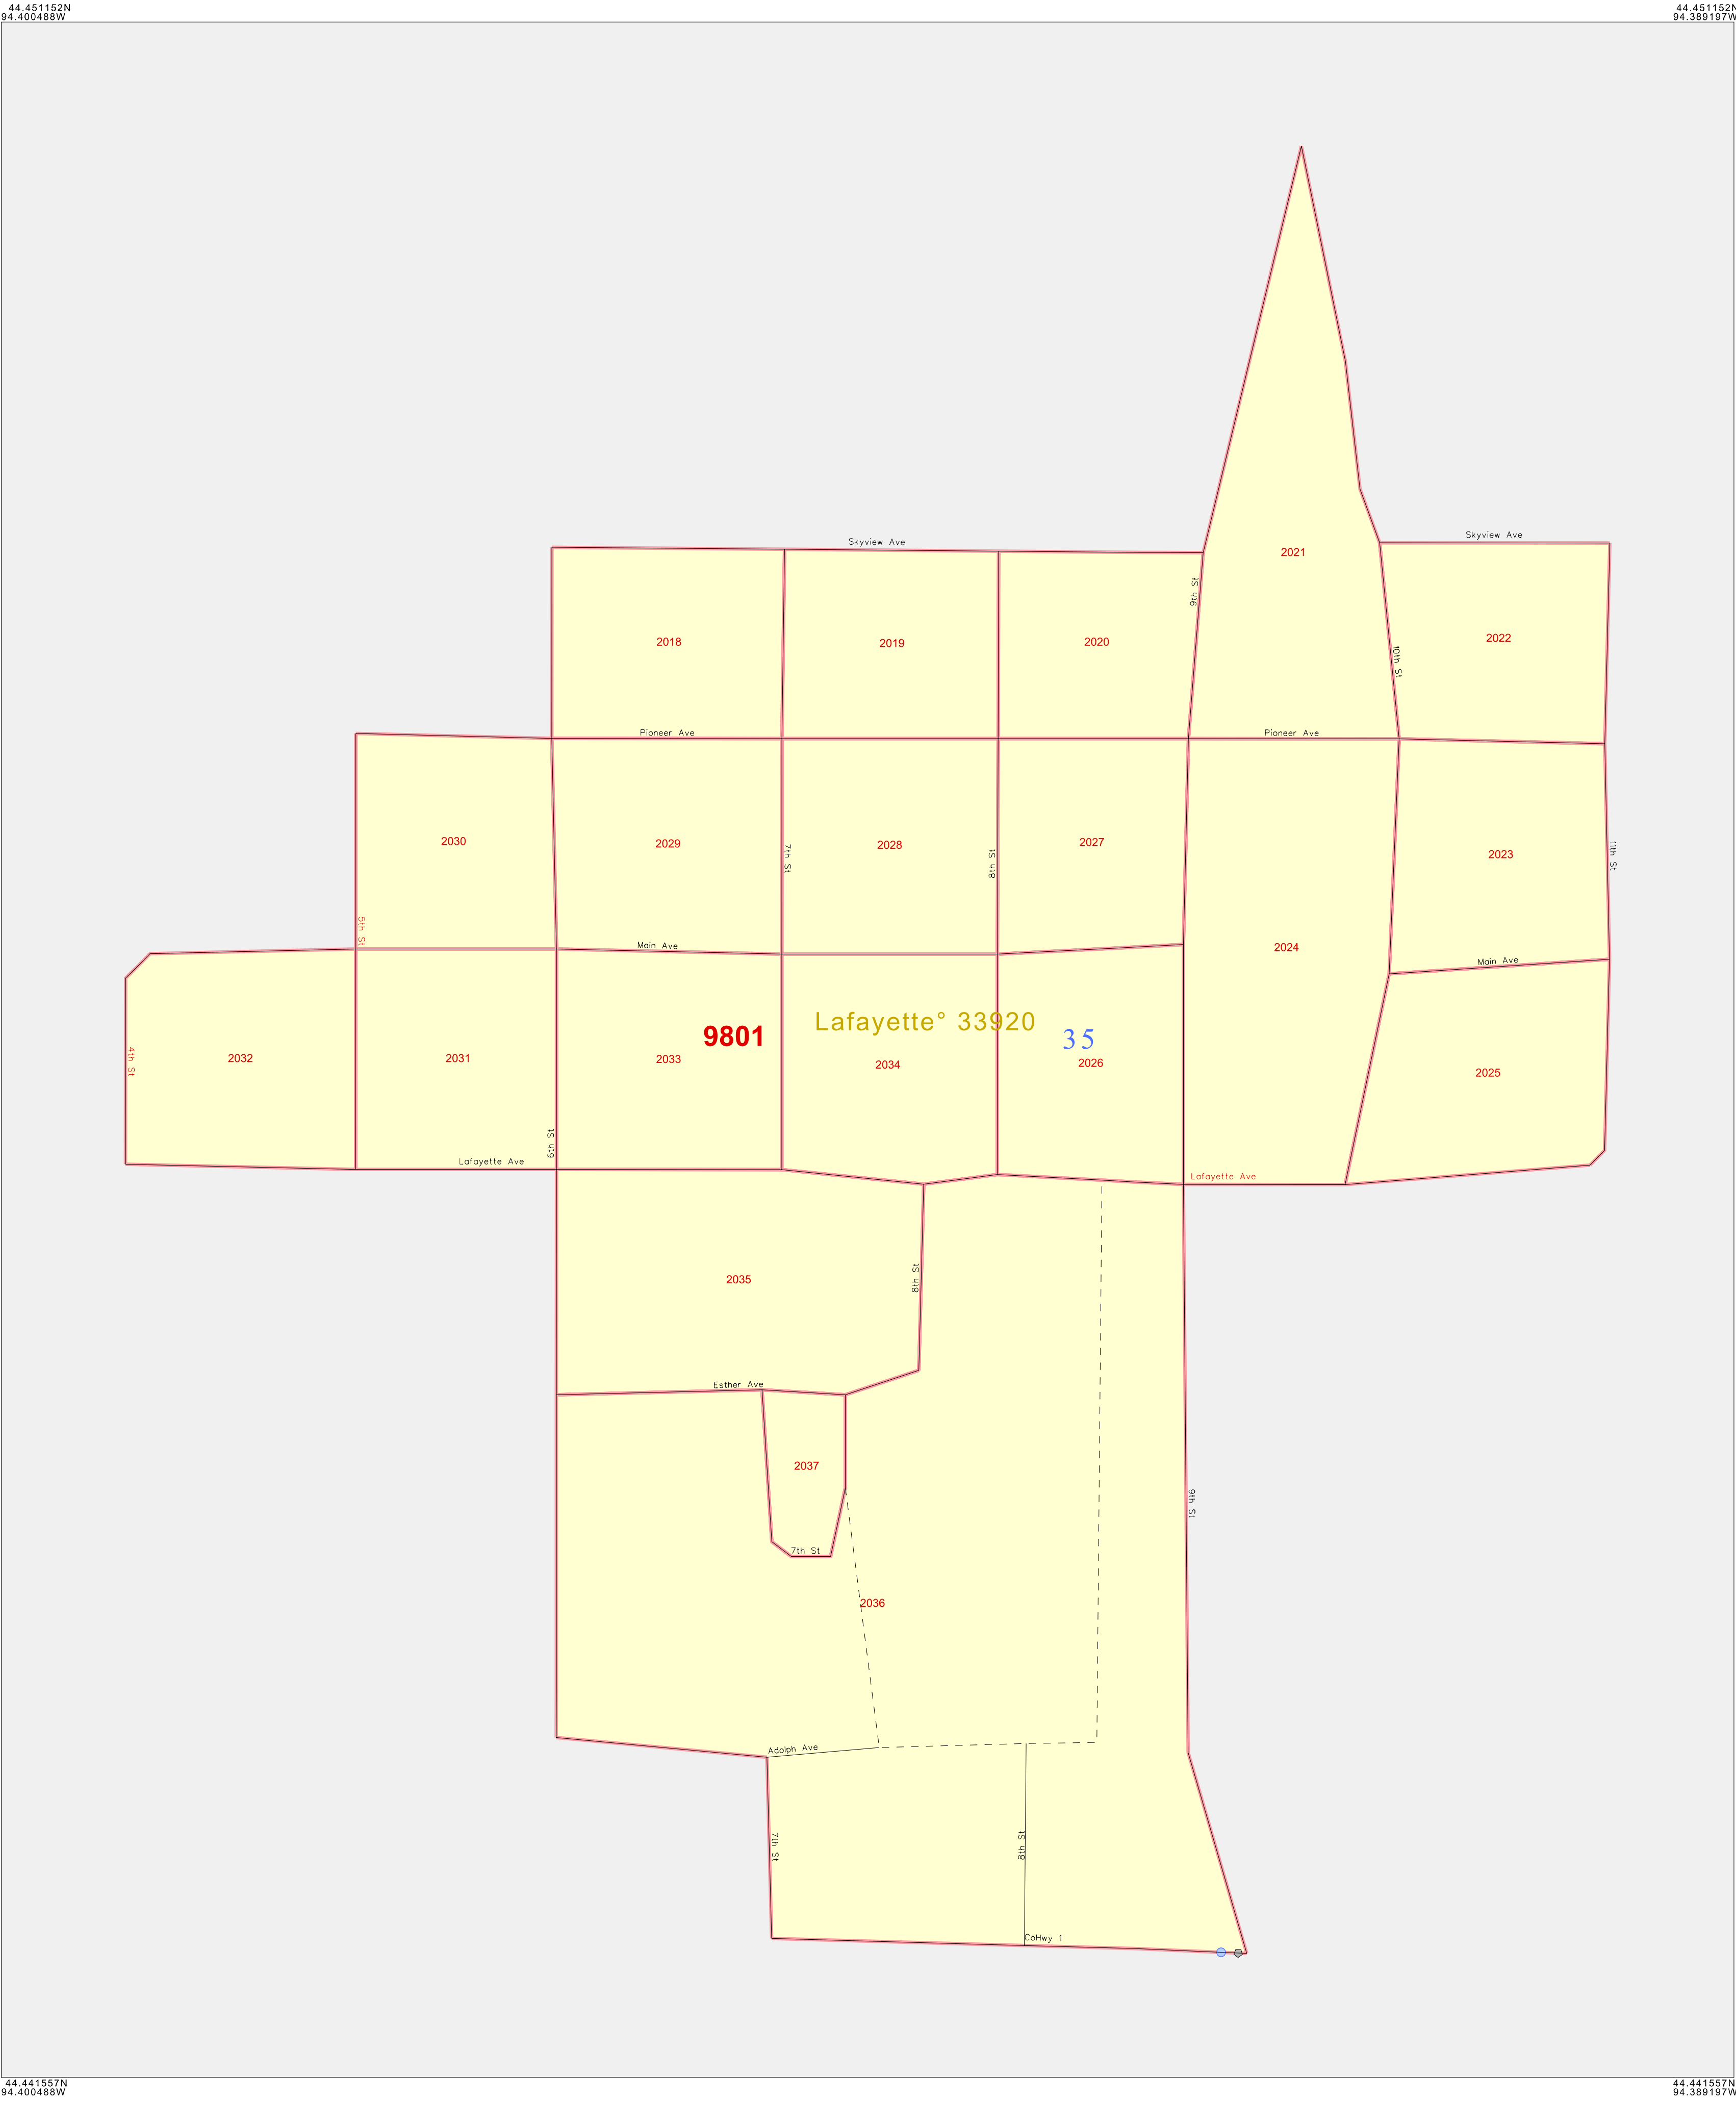 44.451152N
94.400488W
44.451152N
94.389197W
Skyview Ave
Skyview Ave
2021
9th St
2018
2019
2020
2022
10th St
Pioneer Ave
Pioneer Ave
2030
2029
2028
2027
2023
7th St
8th St
11th St
5th St
Main Ave
2024
Main Ave
Lafayette° 33920
9801
35
4th St
2032
2031
2033
2034
2026
2025
6th St
Lafayette Ave
Lafayette Ave
2035
8th St
Esther Ave
2037
9th St
7th St
2036
Adolph Ave
7th St
8th St
CoHwy 1
44.441557N
94.400488W
44.441557N
94.389197W